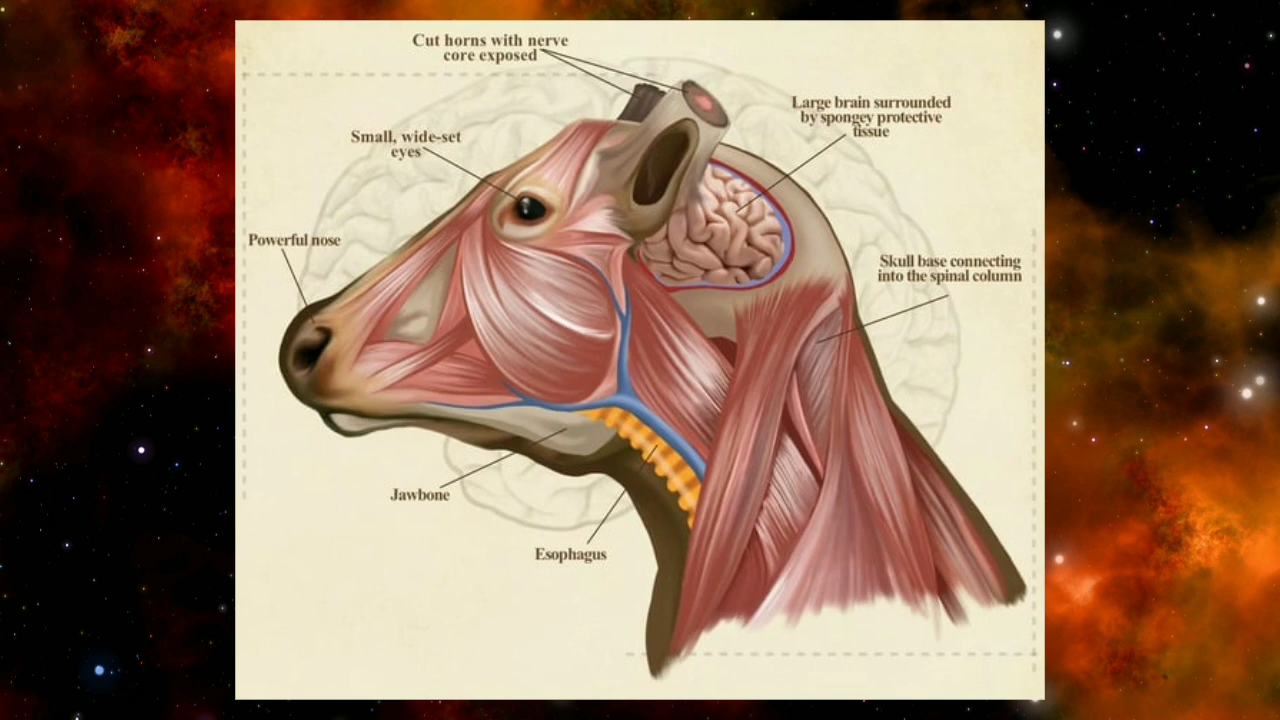 Cut horns with nerve
core exposed
Large brain surrounded
by spongey protective
tissue
Small, wide-set
eyes
Powerful nose
Skull base connecting
into the spinal column
Jawbone
Esophagus